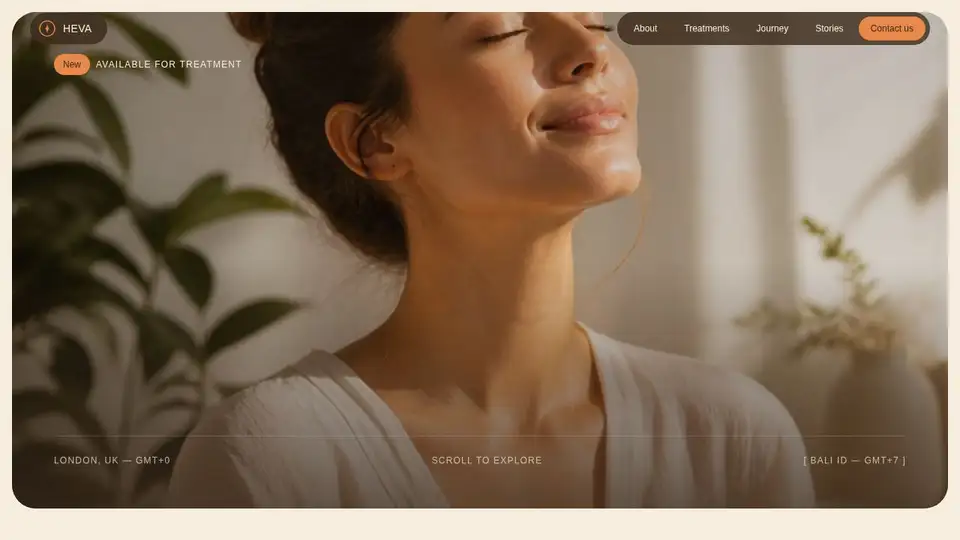 HEVA
About Treatments Journey Stories Contact us
New AVAILABLE FOR TREATMENT
LONDON, UK — GMT+0
SCROLL TO EXPLORE
[ BALI ID — GMT+7 ]